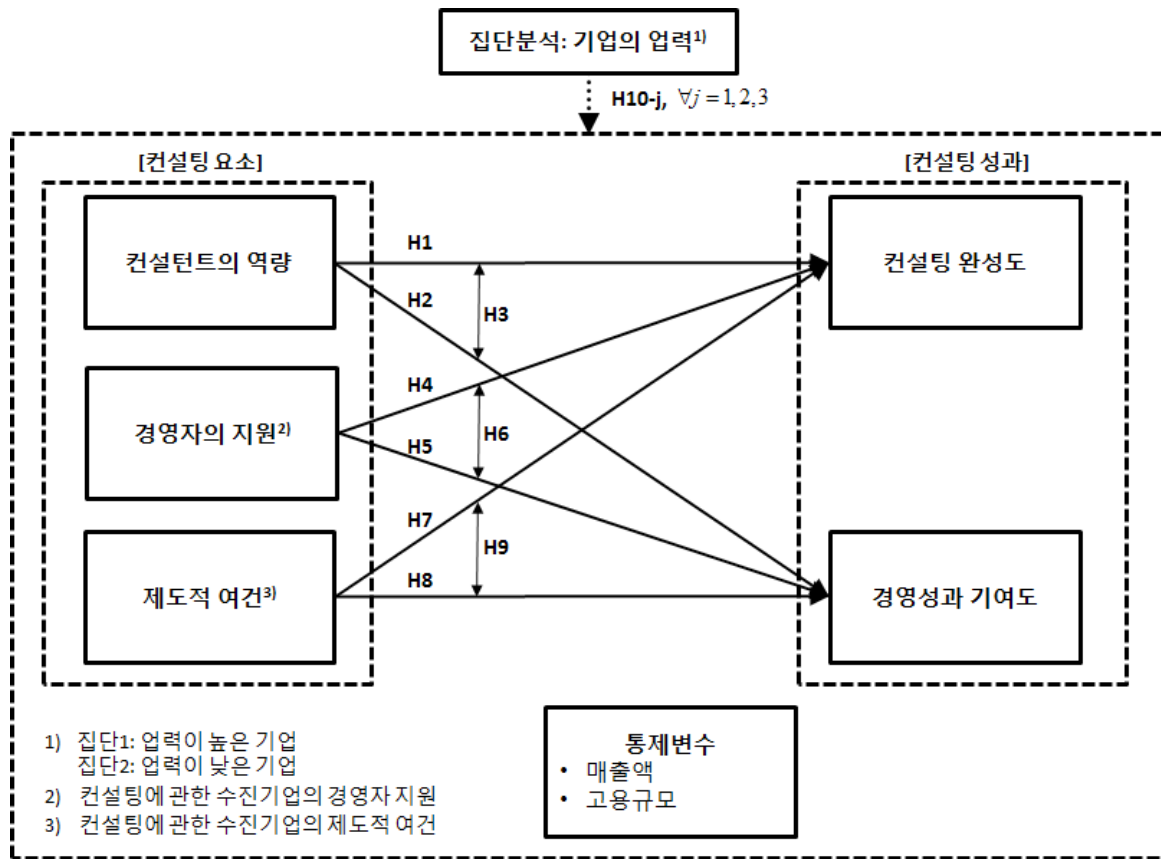 집단분석: 기업의 업력1)
H10-j, ∀j = 1,2,3
[컨설팅 요소]
[컨설팅 성과]
컨설턴트의 역량
H1
H2
H3
컨설팅 완성도
경영자의 지원2)
H4
H5
H6
제도적 여건3)
H7
H8
H9
경영성과 기여도
1) 집단1: 업력이 높은 기업
집단2: 업력이 낮은 기업
2) 컨설팅에 관한 수진기업의 경영자 지원
3) 컨설팅에 관한 수진기업의 제도적 여건
통제변수
• 매출액
• 고용규모